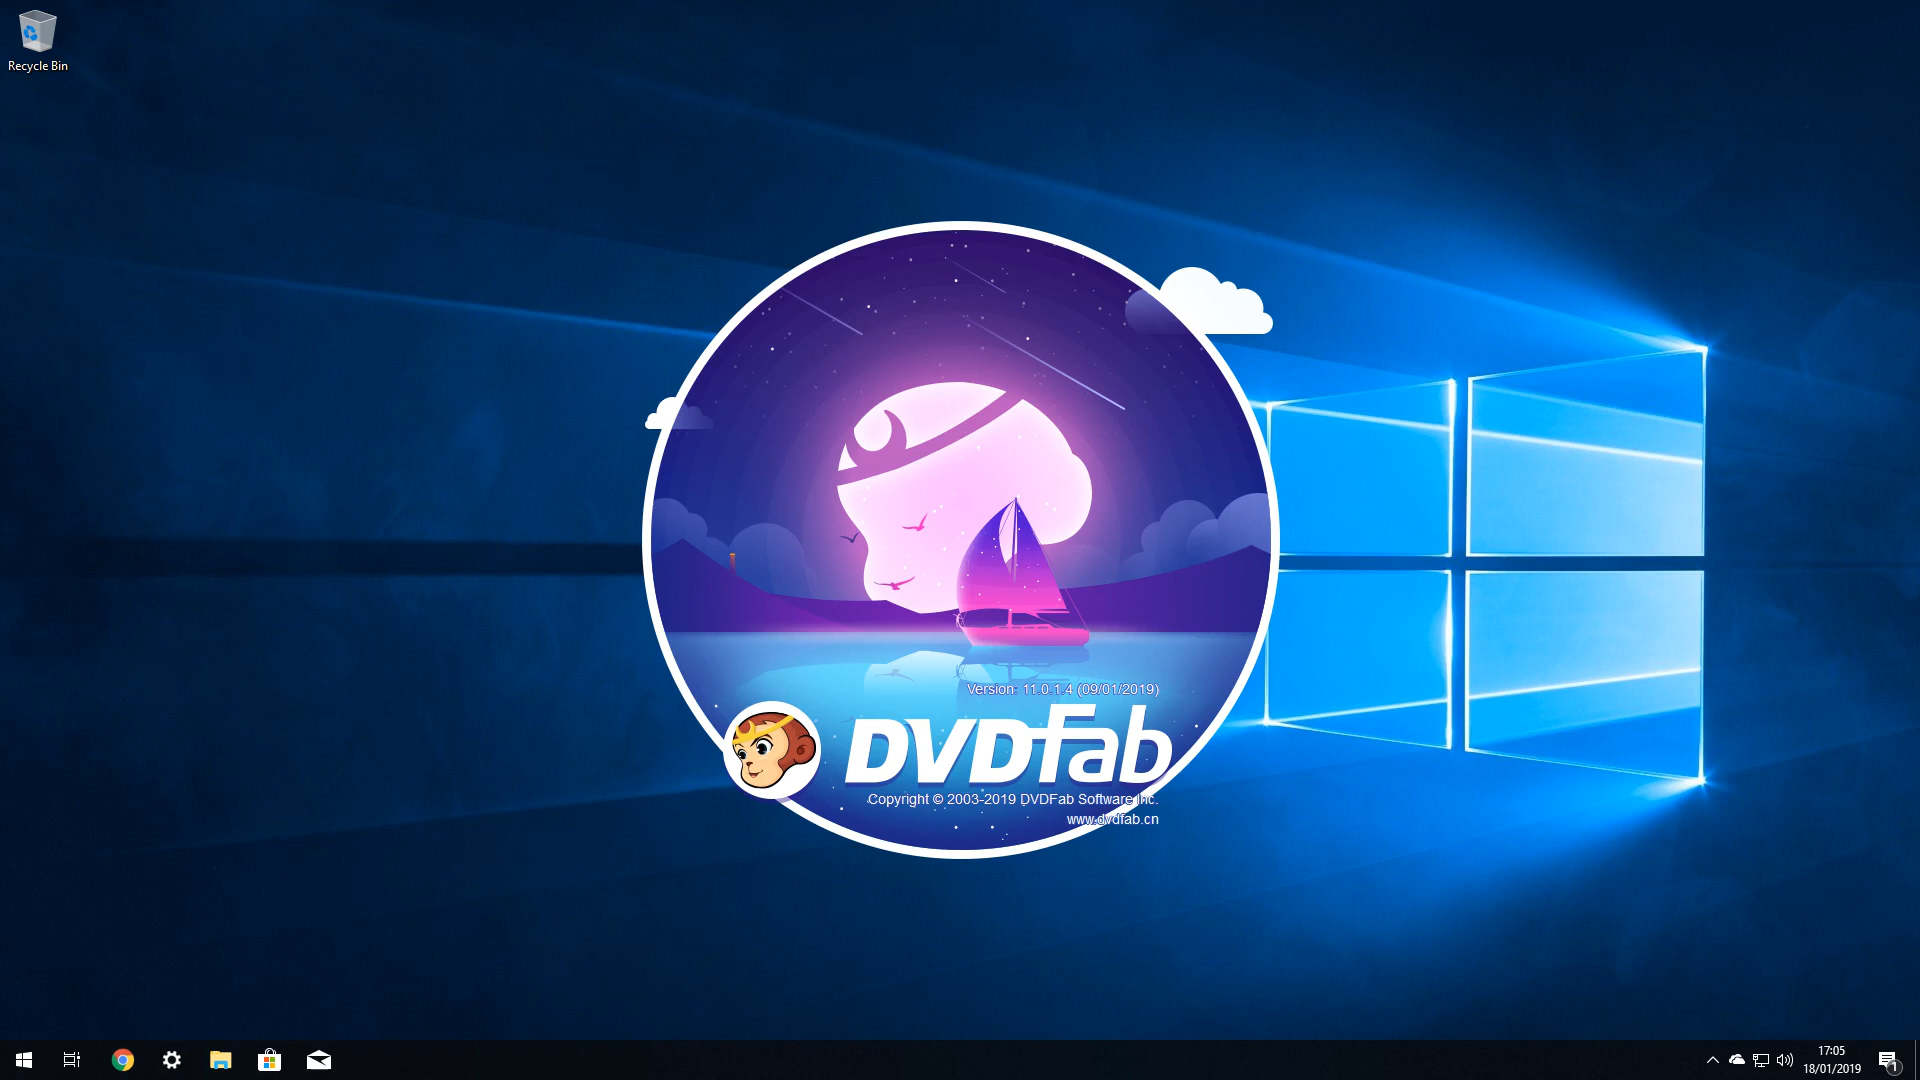 Recycle Bin
Version: 11.0.1.4 (09/01/2019)
DVDFab
Copyright © 2003-2019 DVDFab Software Inc.
www.dvdfab.cn
17:05
18/01/2019
1